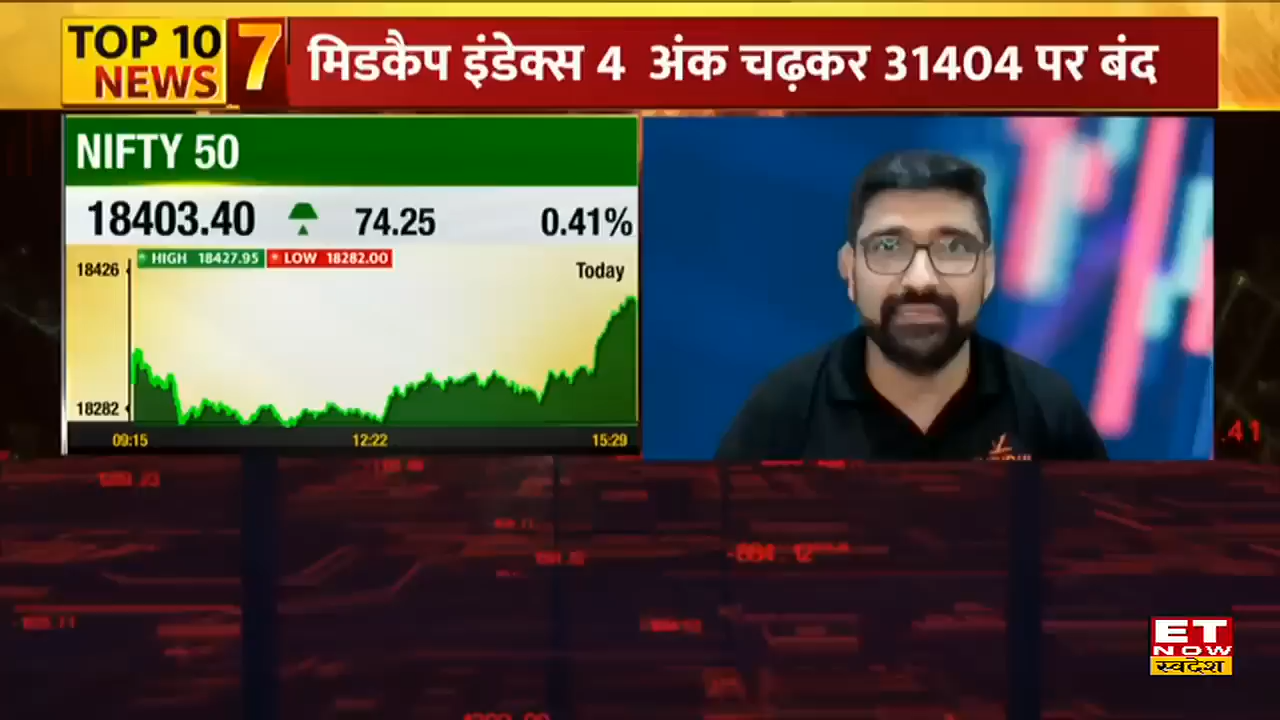 TOP 10
NEWS
7
मिडकैप इंडेक्स 4 अंक चढ़कर 31404 पर बंद
NIFTY 50
18403.40 74.25 0.41%
HIGH 18427.95 LOW 18282.00
18426
Today
18282
09:15 12:22 15:29
.41
ET
NOW
स्वदेश